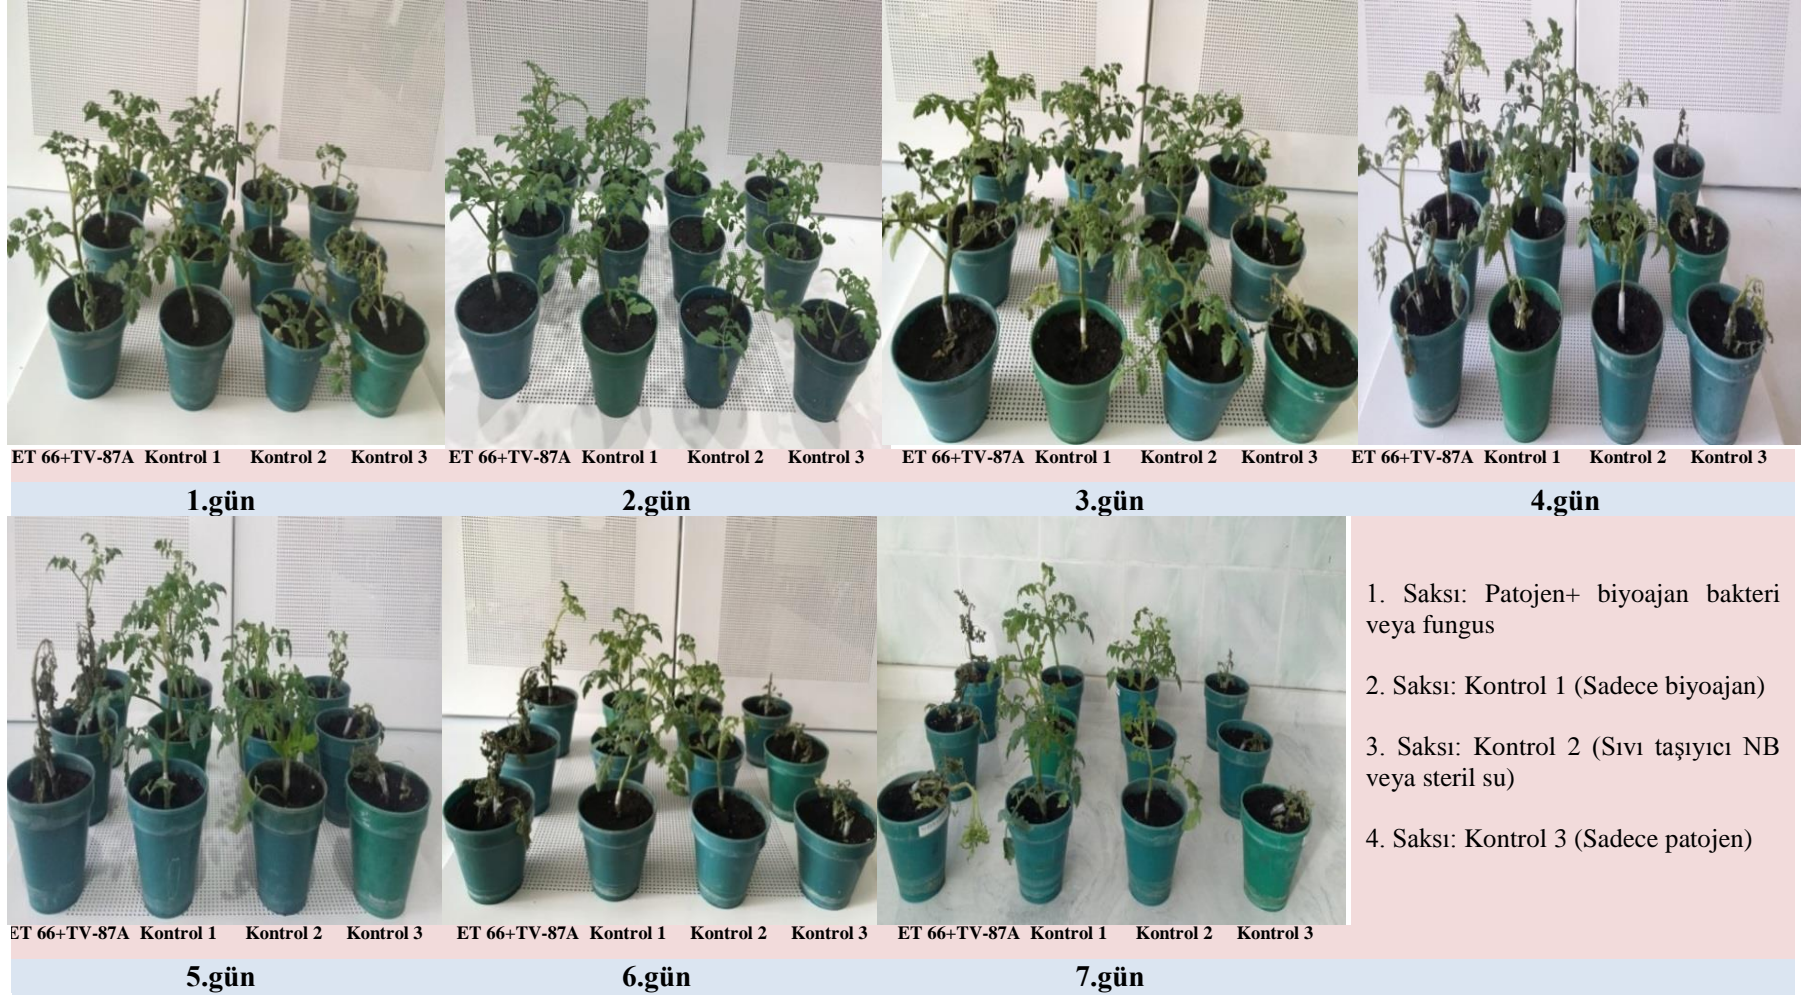 ET 66+TV-87A Kontrol 1 Kontrol 2 Kontrol 3 ET 66+TV-87A Kontrol 1 Kontrol 2 Kontrol 3 ET 66+TV-87A Kontrol 1 Kontrol 2 Kontrol 3 ET 66+TV-87A Kontrol 1 Kontrol 2 Kontrol 3
1.gün 2.gün 3.gün 4.gün
1. Saksı: Patojen+ biyoajan bakteri
veya fungus
2. Saksı: Kontrol 1 (Sadece biyoajan)
3. Saksı: Kontrol 2 (Sıvı taşıyıcı NB
veya steril su)
4. Saksı: Kontrol 3 (Sadece patojen)
ET 66+TV-87A Kontrol 1 Kontrol 2 Kontrol 3 ET 66+TV-87A Kontrol 1 Kontrol 2 Kontrol 3 ET 66+TV-87A Kontrol 1 Kontrol 2 Kontrol 3
5.gün 6.gün 7.gün